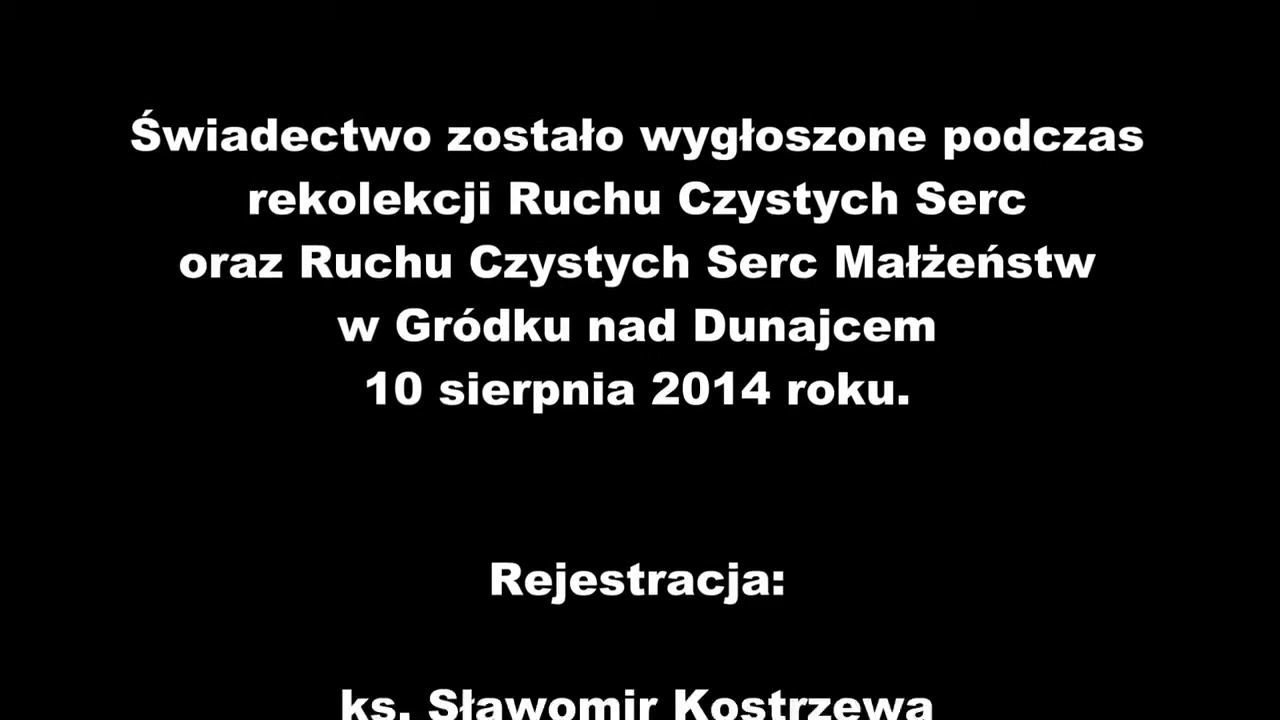 Świadectwo zostało wygłoszone podczas
rekolekcji Ruchu Czystych Serc
oraz Ruchu Czystych Serc Małżeństw
w Gródku nad Dunajcem
10 sierpnia 2014 roku.
Rejestracja:
ks. Sławomir Kostrzewa